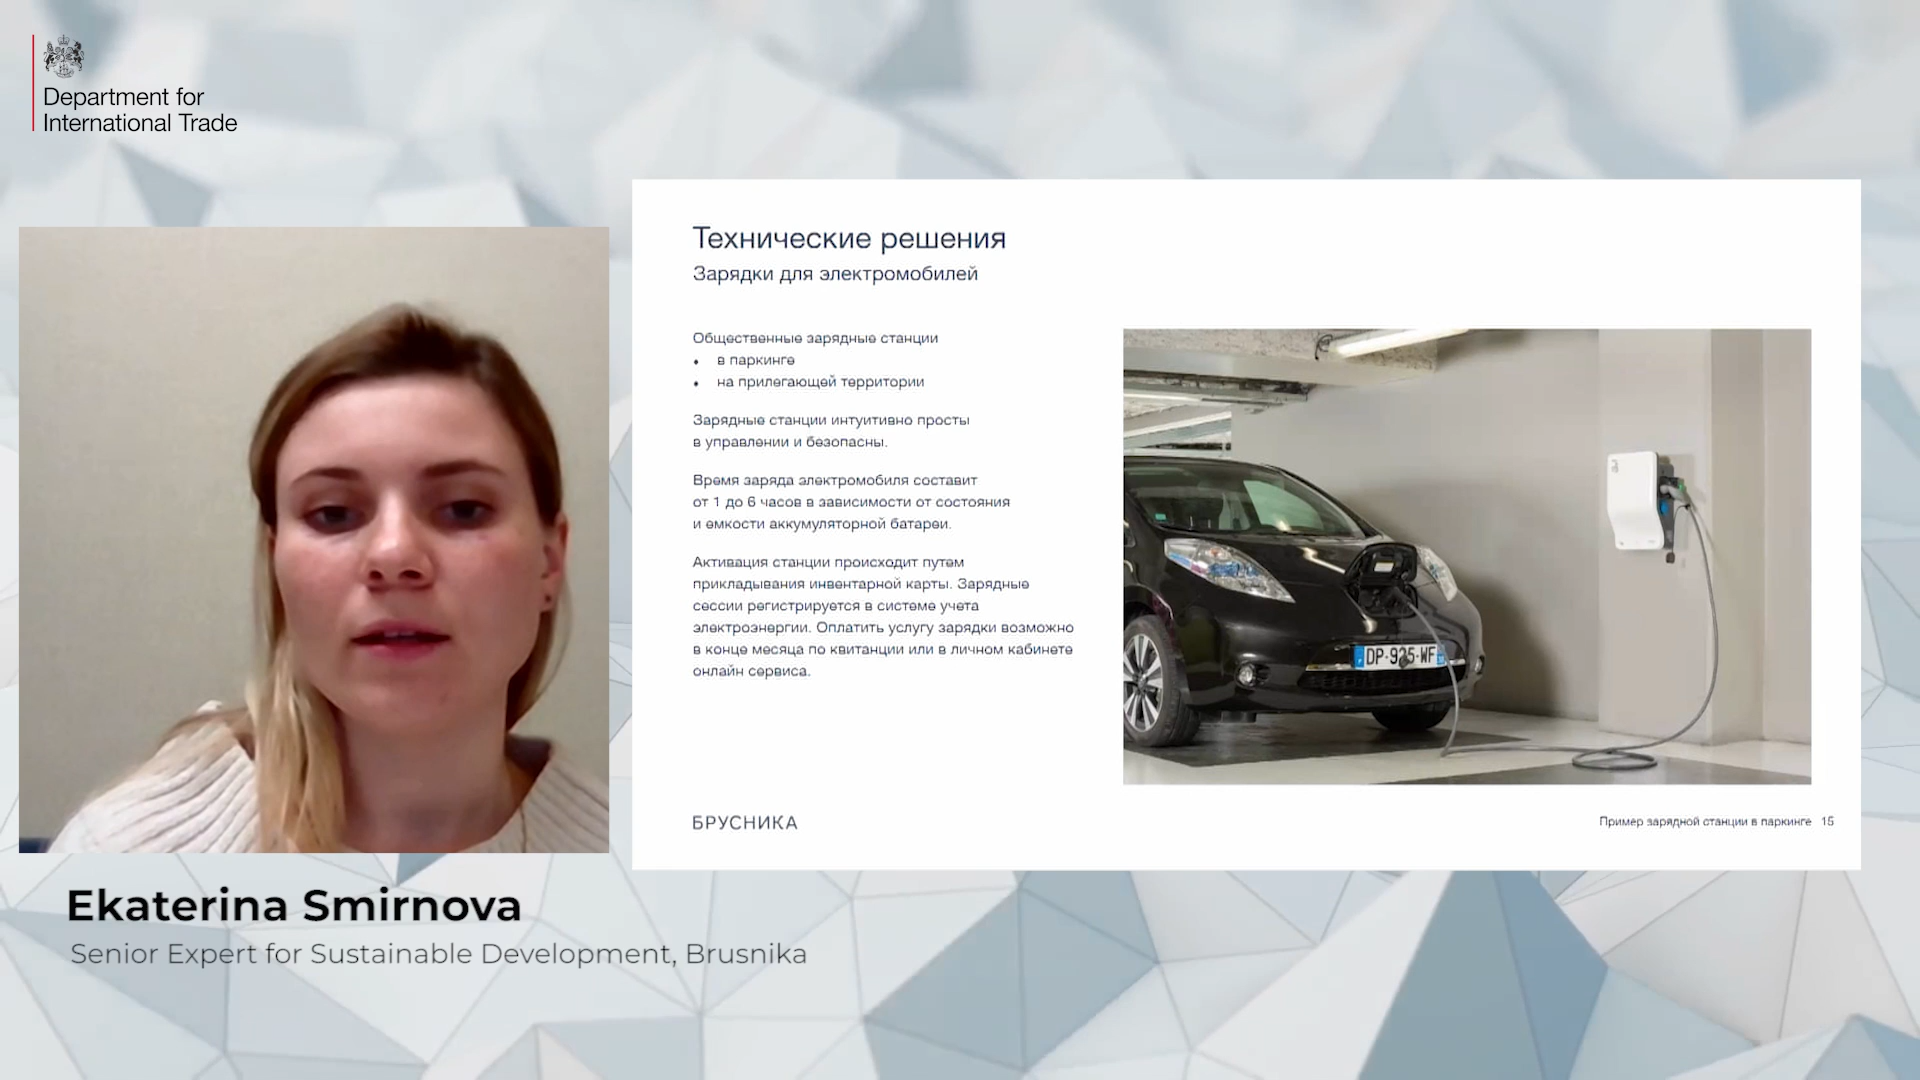 Department for
International Trade
Технические решения
Зарядки для электромобилей
Общественные зарядные станции
• в паркинге
• на прилегающей территории
Зарядные станции интуитивно просты
в управлении и безопасны.
Время заряда электромобиля составит
от 1 до 6 часов в зависимости от состояния
и емкости аккумуляторной батареи.
Активация станции происходит путем
прикладывания инвентарной карты. Зарядные
сессии регистрируется в системе учета
электроэнергии. Оплатить услугу зарядки возможно
в конце месяца по квитанции или в личном кабинете
онлайн сервиса.
DP-925-WF
БРУСНИКА
Пример зарядной станции в паркинге 15
Ekaterina Smirnova
Senior Expert for Sustainable Development, Brusnika